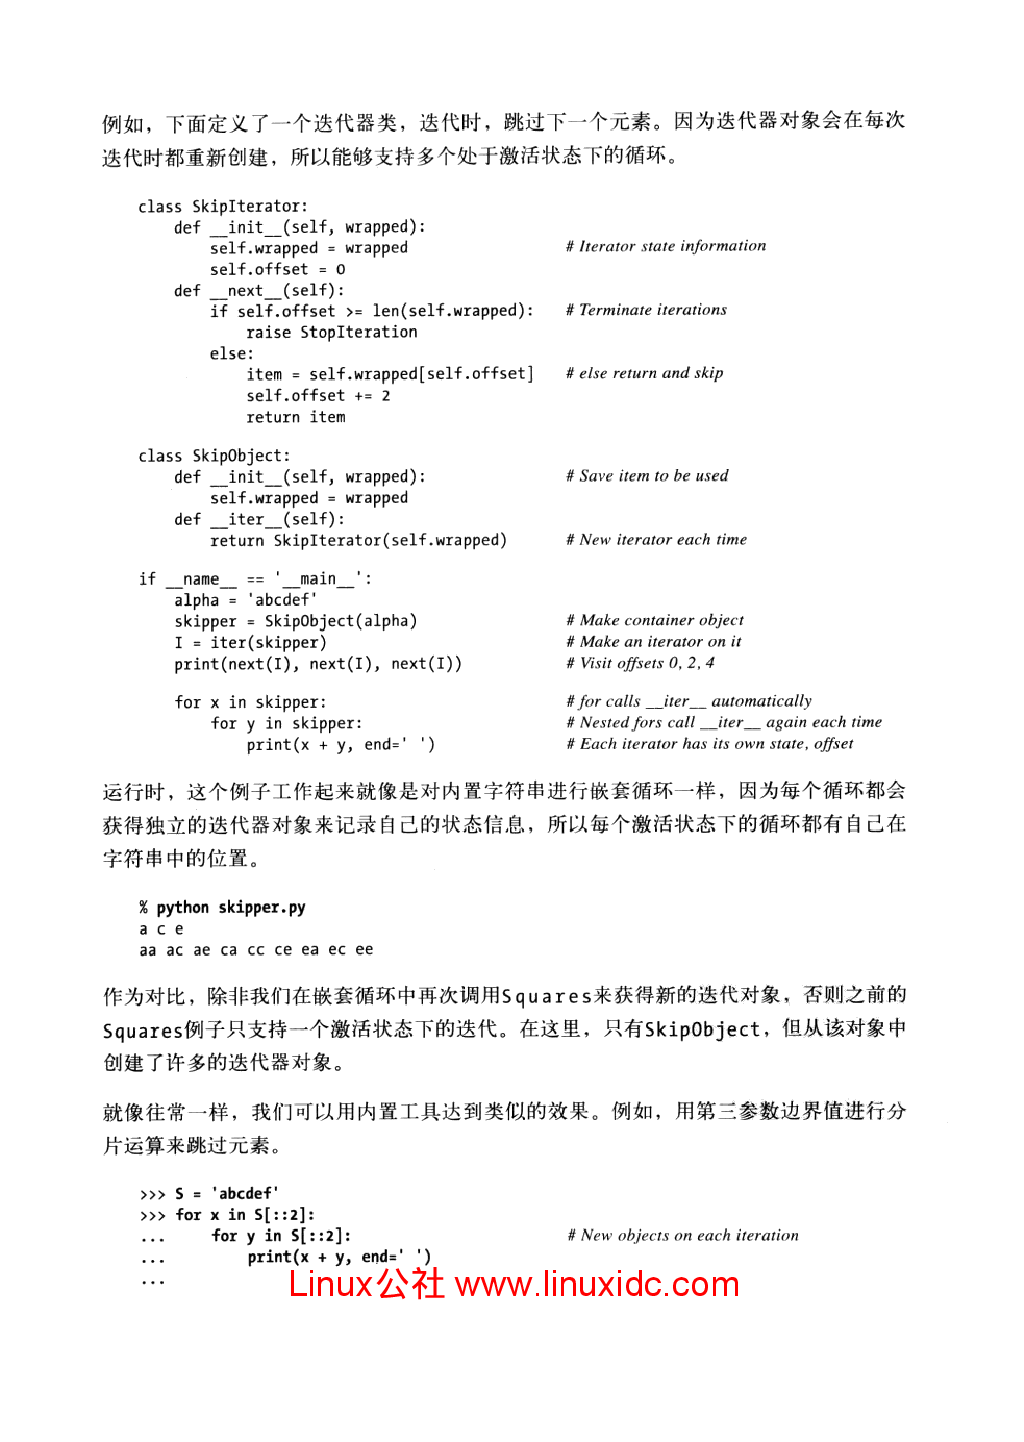 例如，下面定义了一个迭代器类，迭代时，跳过下一个元素。因为迭代器对象会在每次
迭代时都重新创建，所以能够支持多个处于激活状态下的循环。
class SkipIterator:
    def __init__(self, wrapped):
        self.wrapped = wrapped                    # Iterator state information
        self.offset = 0
    def __next__(self):
        if self.offset >= len(self.wrapped):      # Terminate iterations
            raise StopIteration
        else:
            item = self.wrapped[self.offset]      # else return and skip
            self.offset += 2
            return item
class SkipObject:
    def __init__(self, wrapped):                  # Save item to be used
        self.wrapped = wrapped
    def __iter__(self):
        return SkipIterator(self.wrapped)         # New iterator each time
if __name__ == '__main__':
    alpha = 'abcdef'
    skipper = SkipObject(alpha)                   # Make container object
    I = iter(skipper)                             # Make an iterator on it
    print(next(I), next(I), next(I))              # Visit offsets 0, 2, 4
    for x in skipper:                             # for calls __iter__ automatically
        for y in skipper:                         # Nested fors call __iter__ again each time
            print(x + y, end=' ')                 # Each iterator has its own state, offset
运行时，这个例子工作起来就像是对内置字符串进行嵌套循环一样，因为每个循环都会
获得独立的迭代器对象来记录自己的状态信息，所以每个激活状态下的循环都有自己在
字符串中的位置。
% python skipper.py
a c e
aa ac ae ca cc ce ea ec ee
作为对比，除非我们在嵌套循环中再次调用Squares来获得新的迭代对象，否则之前的
Squares例子只支持一个激活状态下的迭代。在这里，只有SkipObject，但从该对象中
创建了许多的迭代器对象。
就像往常一样，我们可以用内置工具达到类似的效果。例如，用第三参数边界值进行分
片运算来跳过元素。
>>> S = 'abcdef'
>>> for x in S[::2]:
...     for y in S[::2]:                          # New objects on each iteration
...         print(x + y, end=' ')
...
Linux公社 www.linuxidc.com